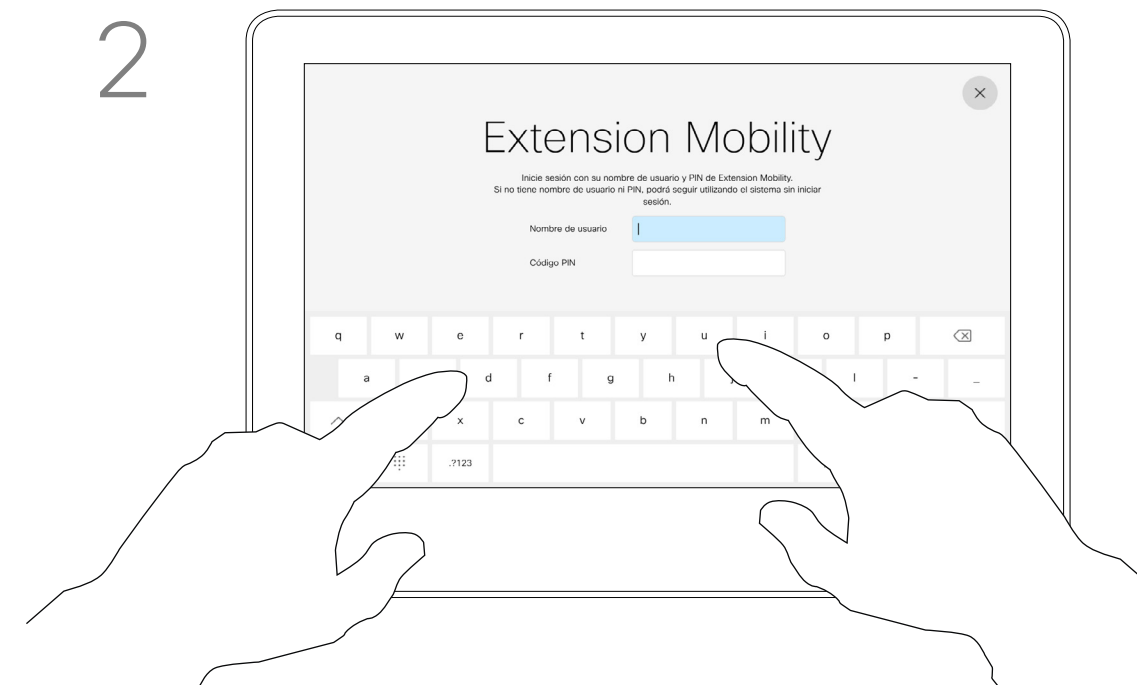 2
Extension Mobility
Inicie sesión con su nombre de usuario y PIN de Extension Mobility.
Si no tiene nombre de usuario ni PIN, podrá seguir utilizando el sistema sin iniciar
sesión.
Nombre de usuario
Código PIN
q w e r t y u i o p
a d f g h j l - _
x c v b n m
.?123